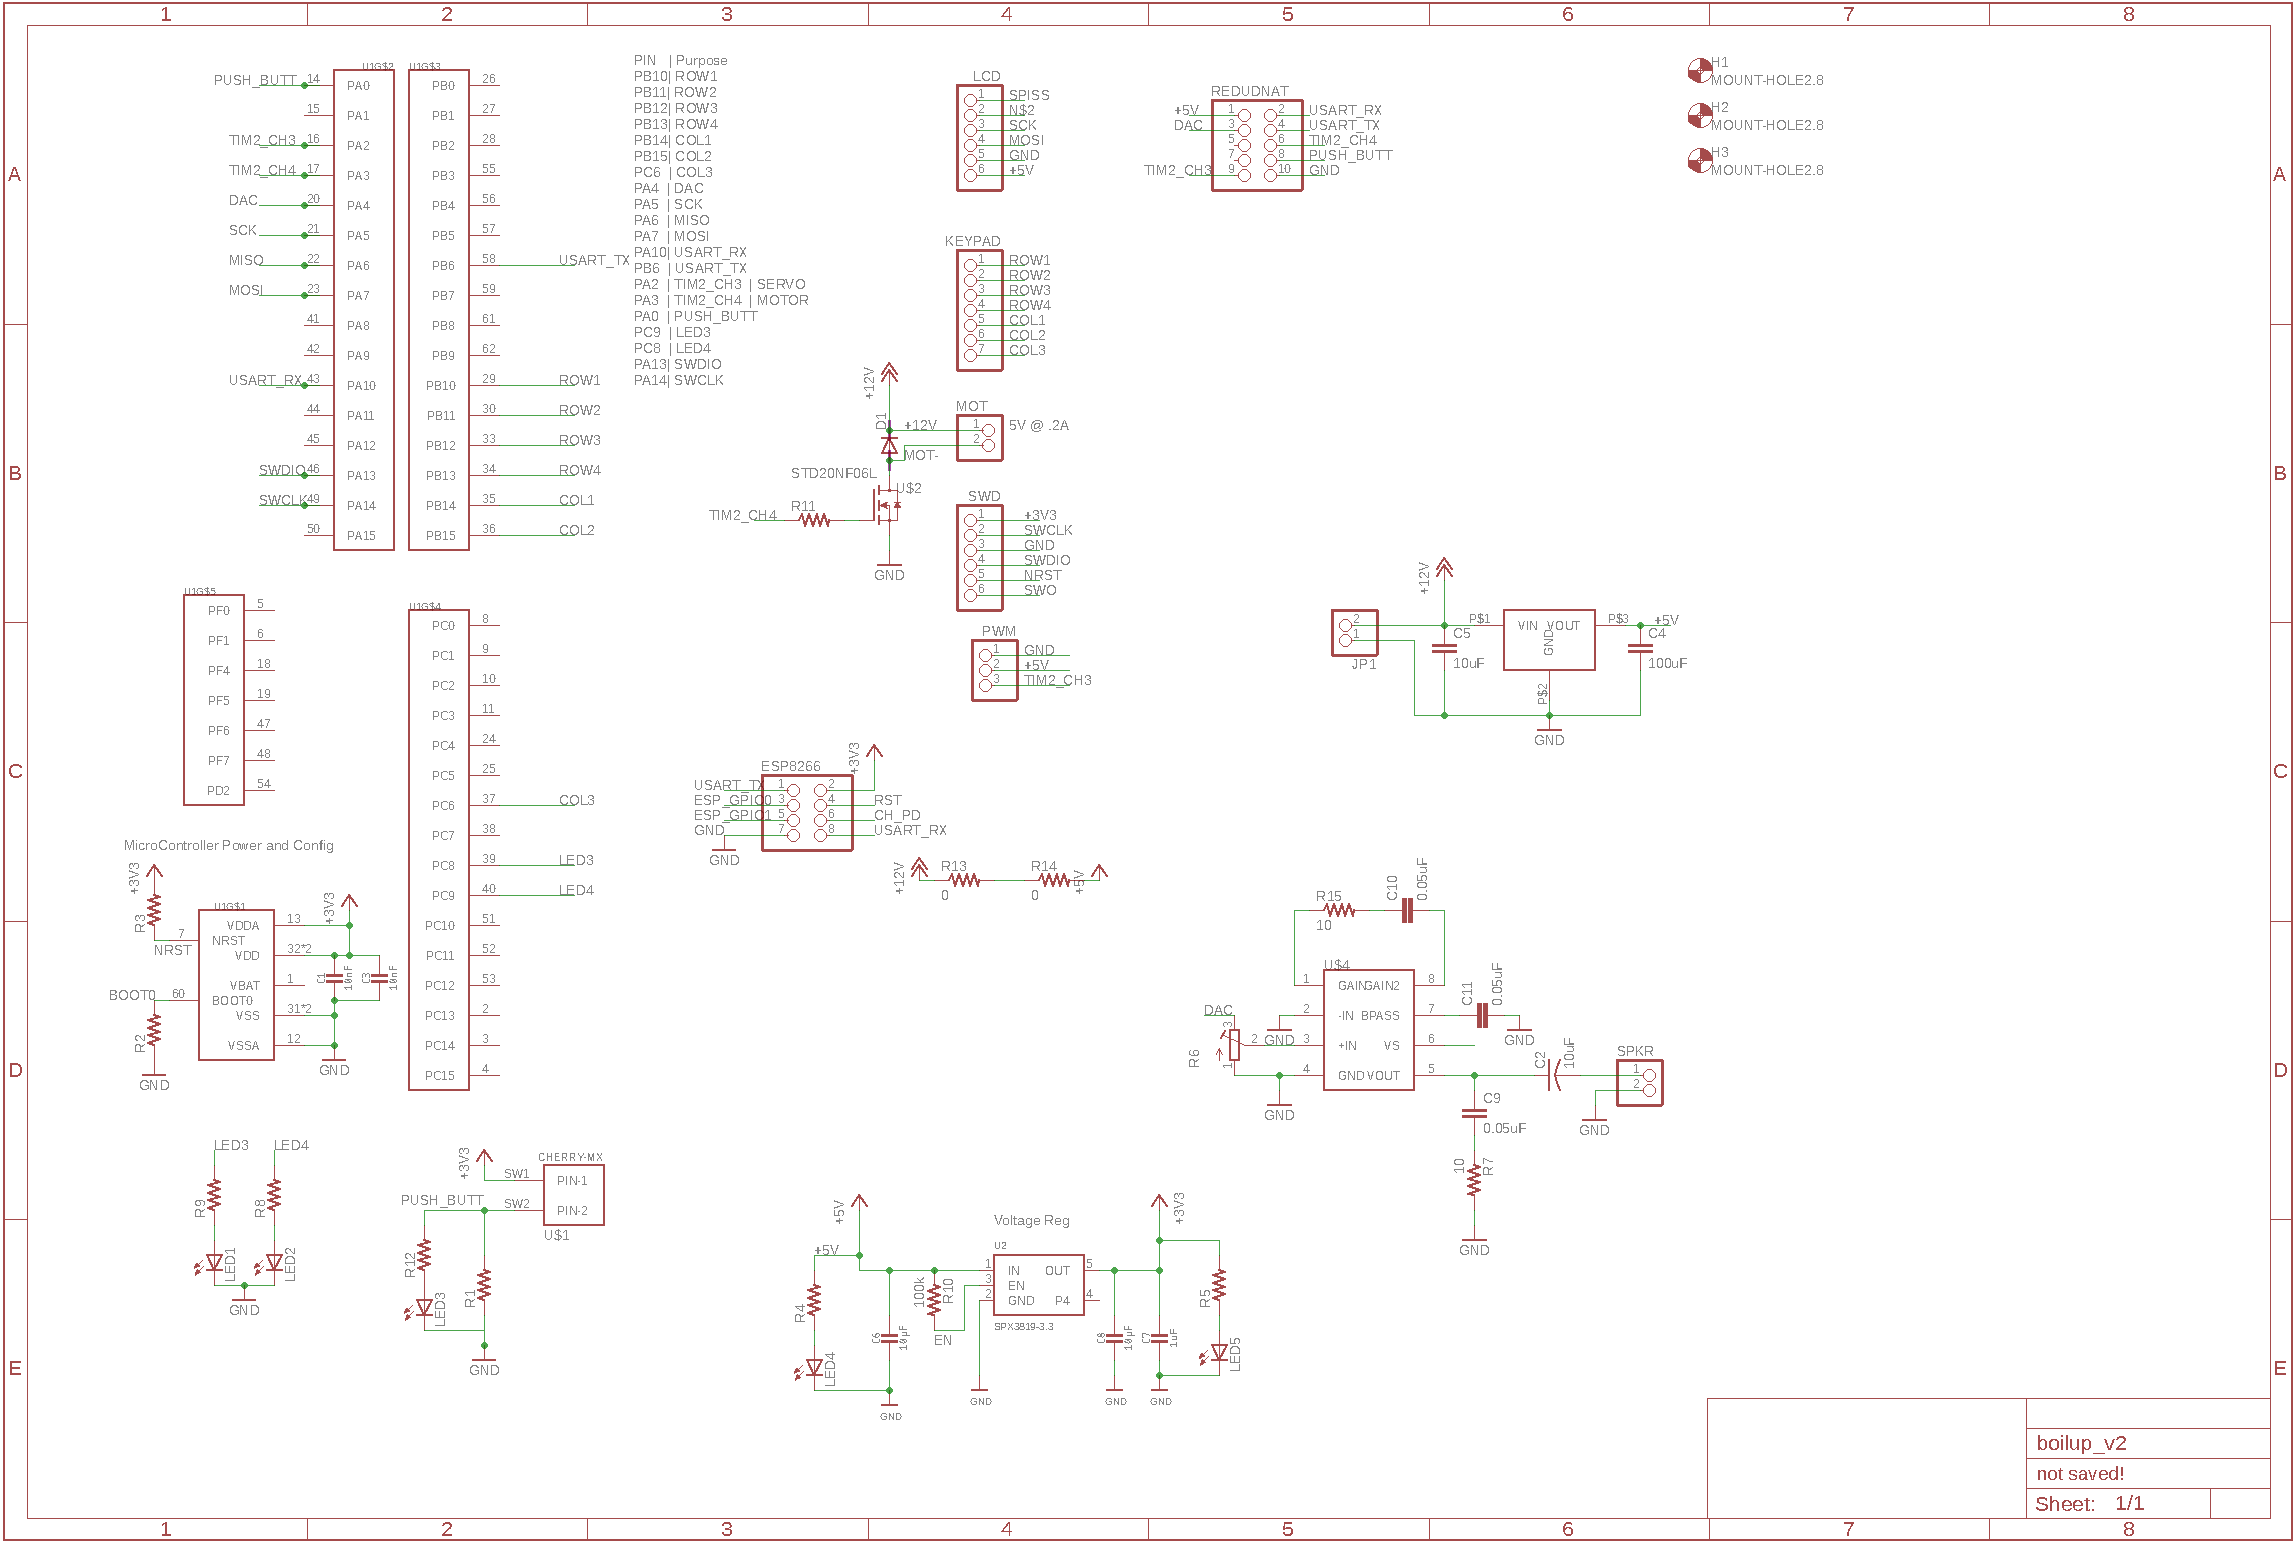 1 2 3 4 5 6 7 8
A B C D E
A B C D E
1 2 3 4 5 6 7 8
U1G$2
PUSH_BUTT 14 PA0
15 PA1
TIM2_CH3 16 PA2
TIM2_CH4 17 PA3
DAC 20 PA4
SCK 21 PA5
MISO 22 PA6
MOSI 23 PA7
41 PA8
42 PA9
USART_RX 43 PA10
44 PA11
45 PA12
SWDIO 46 PA13
SWCLK 49 PA14
50 PA15
U1G$3
PB0 26
PB1 27
PB2 28
PB3 55
PB4 56
PB5 57
PB6 58 USART_TX
PB7 59
PB8 61
PB9 62
PB10 29 ROW1
PB11 30 ROW2
PB12 33 ROW3
PB13 34 ROW4
PB14 35 COL1
PB15 36 COL2
PIN | Purpose
PB10| ROW1
PB11| ROW2
PB12| ROW3
PB13| ROW4
PB14| COL1
PB15| COL2
PC6 | COL3
PA4 | DAC
PA5 | SCK
PA6 | MISO
PA7 | MOSI
PA10| USART_RX
PB6 | USART_TX
PA2 | TIM2_CH3 | SERVO
PA3 | TIM2_CH4 | MOTOR
PA0 | PUSH_BUTT
PC9 | LED3
PC8 | LED4
PA13| SWDIO
PA14| SWCLK
LCD
1 SPISS
2 N$2
3 SCK
4 MOSI
5 GND
6 +5V
REDUDNAT
+5V 1 2 USART_RX
DAC 3 4 USART_TX
5 6 TIM2_CH4
7 8 PUSH_BUTT
TIM2_CH3 9 10 GND
H1
MOUNT-HOLE2.8
H2
MOUNT-HOLE2.8
H3
MOUNT-HOLE2.8
KEYPAD
1 ROW1
2 ROW2
3 ROW3
4 ROW4
5 COL1
6 COL2
7 COL3
+12V
D1
+12V
MOT-
MOT
1
2
5V @ .2A
STD20NF06L
U$2
TIM2_CH4
R11
GND
SWD
1 +3V3
2 SWCLK
3 GND
4 SWDIO
5 NRST
6 SWO
PWM
1 GND
2 +5V
3 TIM2_CH3
+12V
2
1
JP1
C5
10uF
P$1
VIN VOUT
GND
P$2
P$3
+5V
C4
100uF
GND
U1G$5
PF0 5
PF1 6
PF4 18
PF5 19
PF6 47
PF7 48
PD2 54
U1G$4
PC0 8
PC1 9
PC2 10
PC3 11
PC4 24
PC5 25
PC6 37 COL3
PC7 38
PC8 39 LED3
PC9 40 LED4
PC10 51
PC11 52
PC12 53
PC13 2
PC14 3
PC15 4
ESP8266
+3V3
USART_TX 1 2
ESP_GPIO0 3 4 RST
ESP_GPIO1 5 6 CH_PD
GND 7 8 USART_RX
GND
+12V
R13
0
R14
0
+5V
MicroController Power and Config
+3V3
R3
NRST
7
BOOT0
60
R2
GND
U1G$1
VDDA 13
NRST
VDD 32*2
VBAT 1
BOOT0
VSS 31*2
VSSA 12
+3V3
C1
10nF
C3
10nF
GND
R15
10
C10
0.05uF
U$4
1 GAIN GAIN2 8
2 -IN BPASS 7
3 +IN VS 6
4 GND VOUT 5
DAC
R6
3
2
1
GND
GND
C11
0.05uF
GND
C2
10uF
SPKR
1
2
GND
C9
0.05uF
10
R7
GND
LED3 LED4
R9 R8
LED1 LED2
GND
+3V3
CHERRY-MX
SW1 PIN-1
SW2 PIN-2
U$1
PUSH_BUTT
R12
LED3
R1
GND
+5V
+5V
R4
LED4
C6
10µF
GND
100k
R10
EN
Voltage Reg
U2
1 IN OUT 5
3 EN
2 GND P4 4
SPX3819-3.3
GND
C8
10µF
GND
C7
1uF
GND
+3V3
R5
LED5
boilup_v2
not saved!
Sheet: 1/1